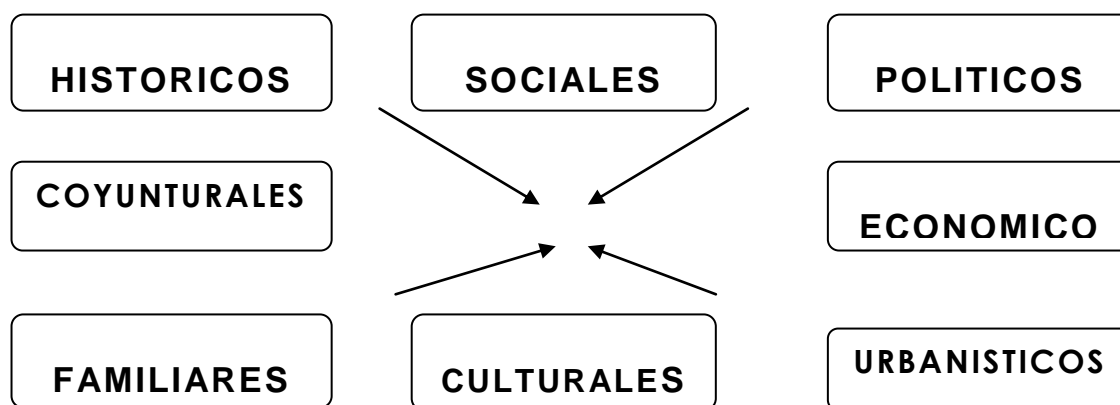 HISTORICOS
SOCIALES
POLITICOS
COYUNTURALES
ECONOMICO
FAMILIARES
CULTURALES
URBANISTICOS